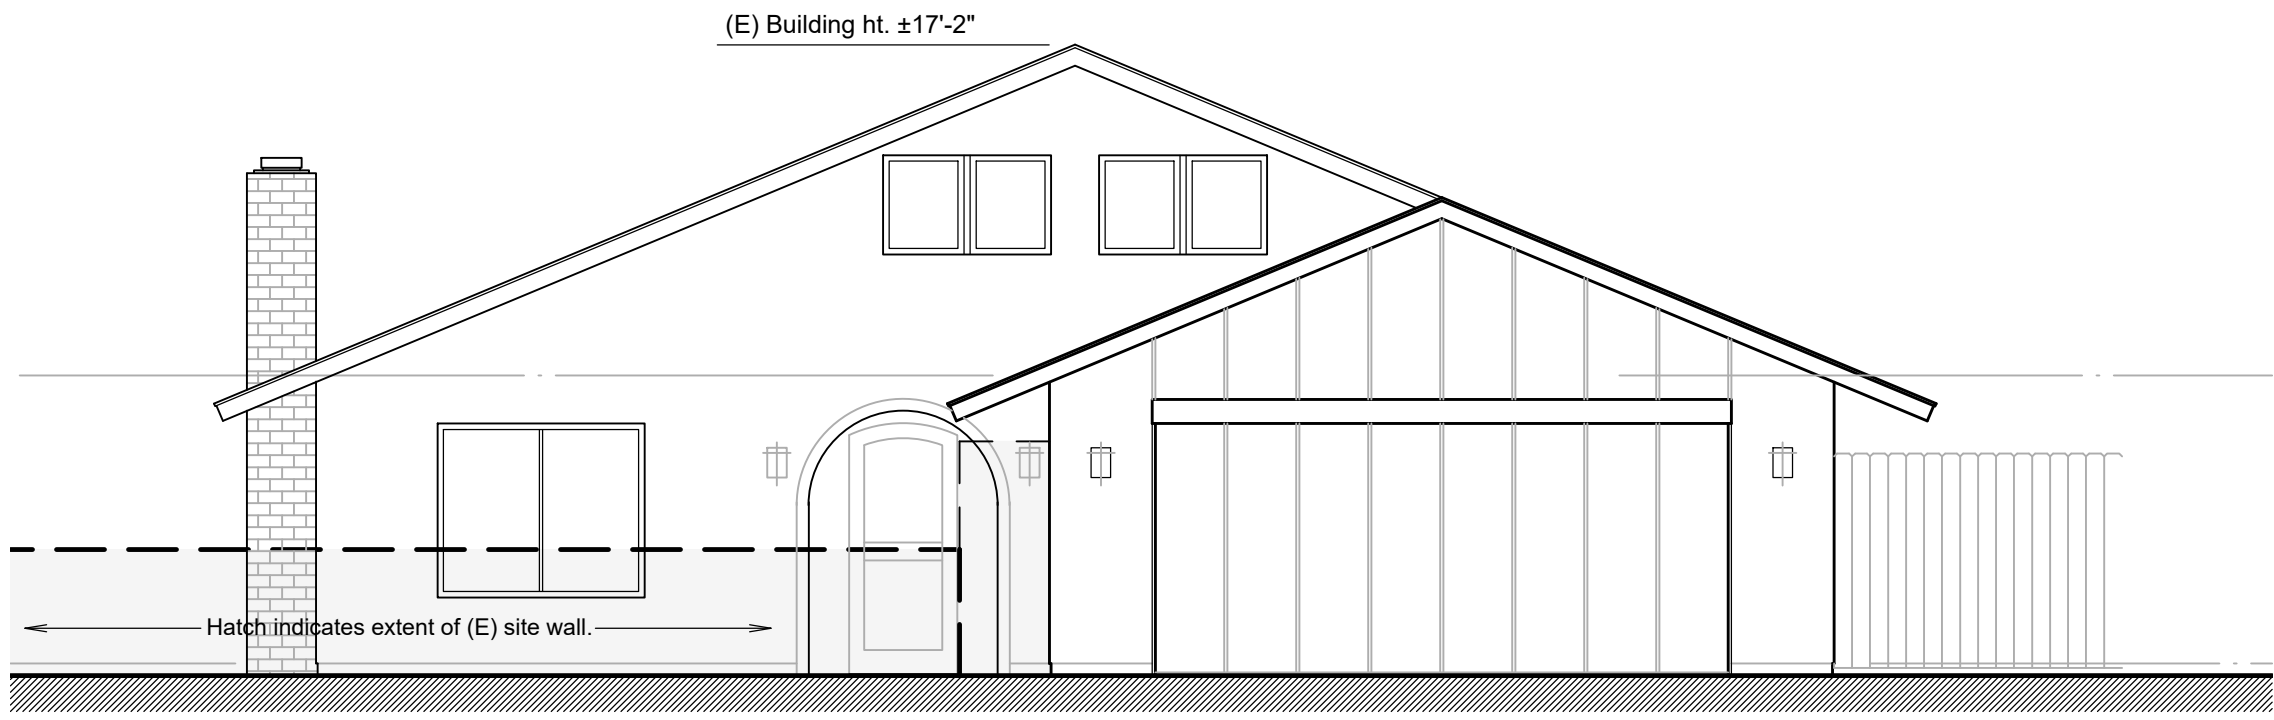 (E) Building ht. ±17'-2"
Hatch indicates extent of (E) site wall.